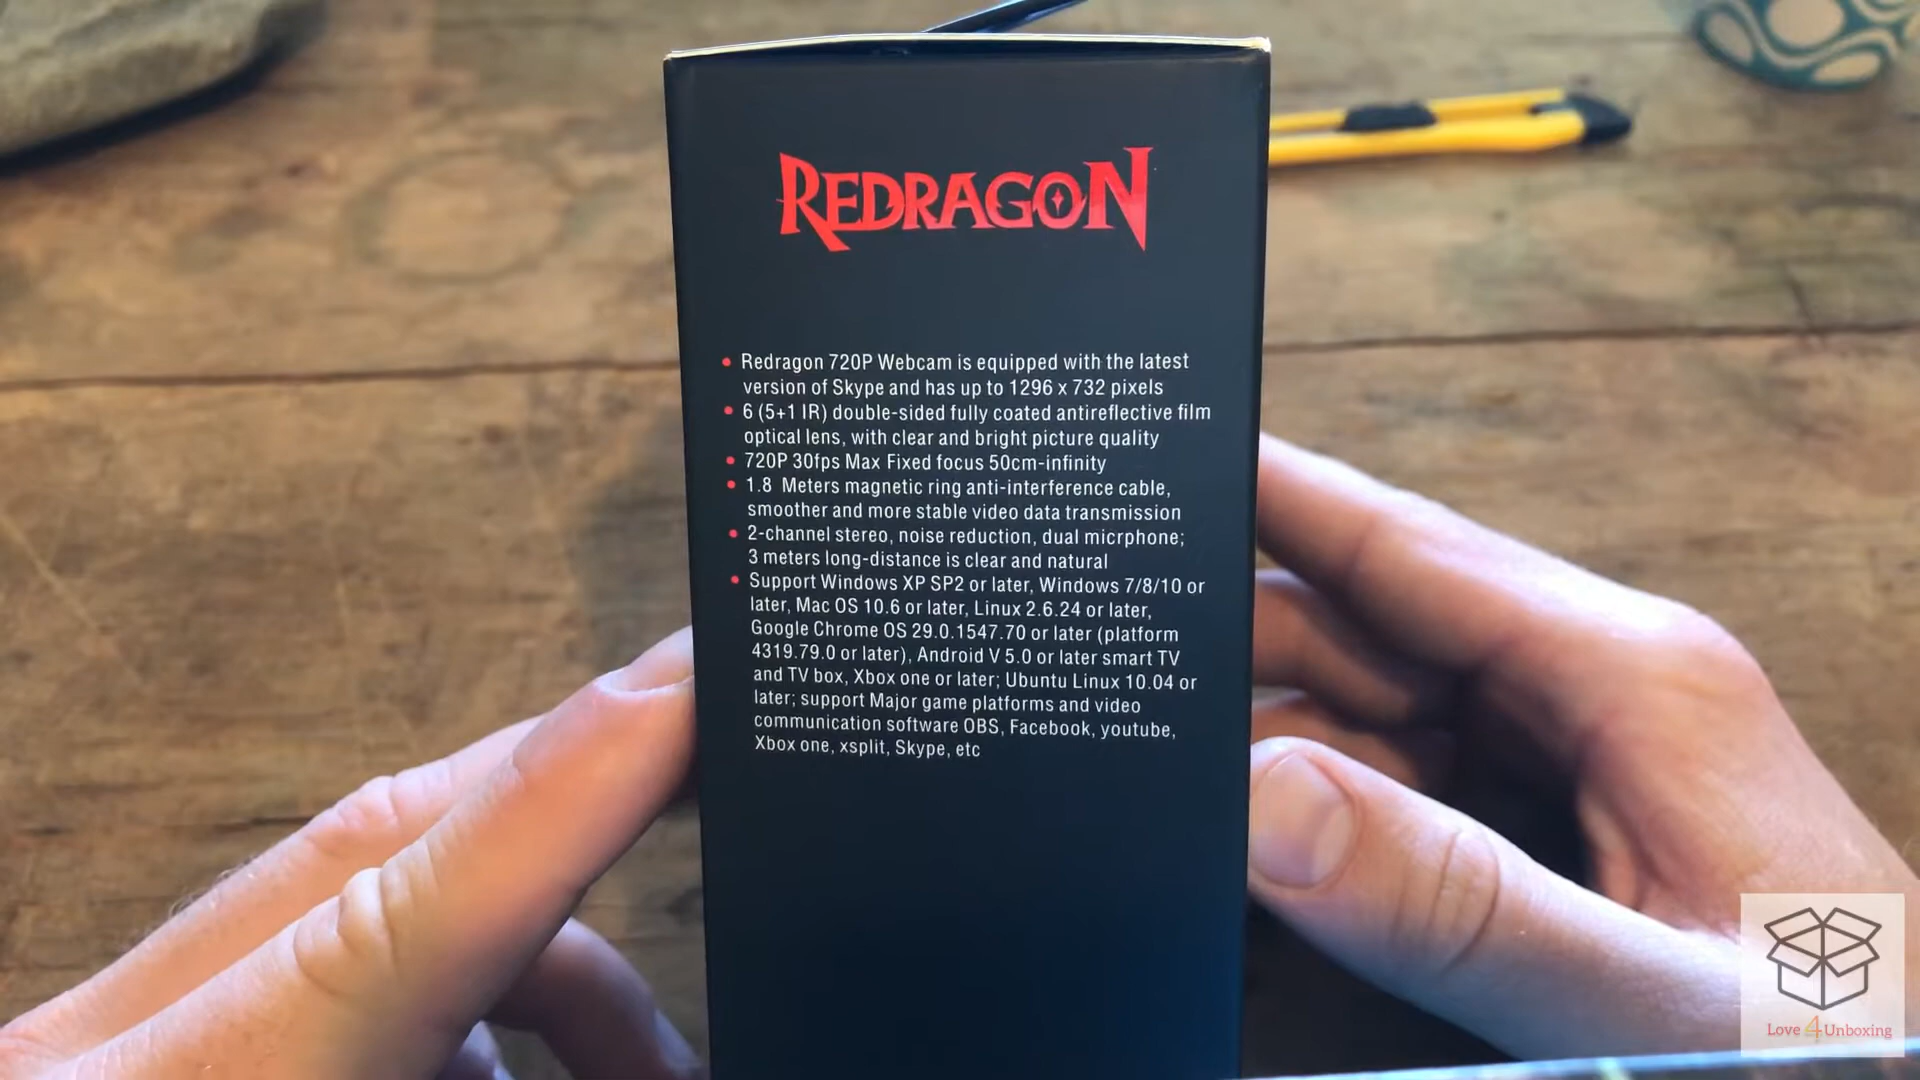 REDRAGON
• Redragon 720P Webcam is equipped with the latest
version of Skype and has up to 1296 x 732 pixels
• 6 (5+1 IR) double-sided fully coated antireflective film
optical lens, with clear and bright picture quality
• 720P 30fps Max Fixed focus 50cm-infinity
• 1.8 Meters magnetic ring anti-interference cable,
smoother and more stable video data transmission
• 2-channel stereo, noise reduction, dual micrphone;
3 meters long-distance is clear and natural
• Support Windows XP SP2 or later, Windows 7/8/10 or
later, Mac OS 10.6 or later, Linux 2.6.24 or later,
Google Chrome OS 29.0.1547.70 or later (platform
4319.79.0 or later), Android V 5.0 or later smart TV
and TV box, Xbox one or later; Ubuntu Linux 10.04 or
later; support Major game platforms and video
communication software OBS, Facebook, youtube,
Xbox one, xsplit, Skype, etc
Love 4 Unboxing